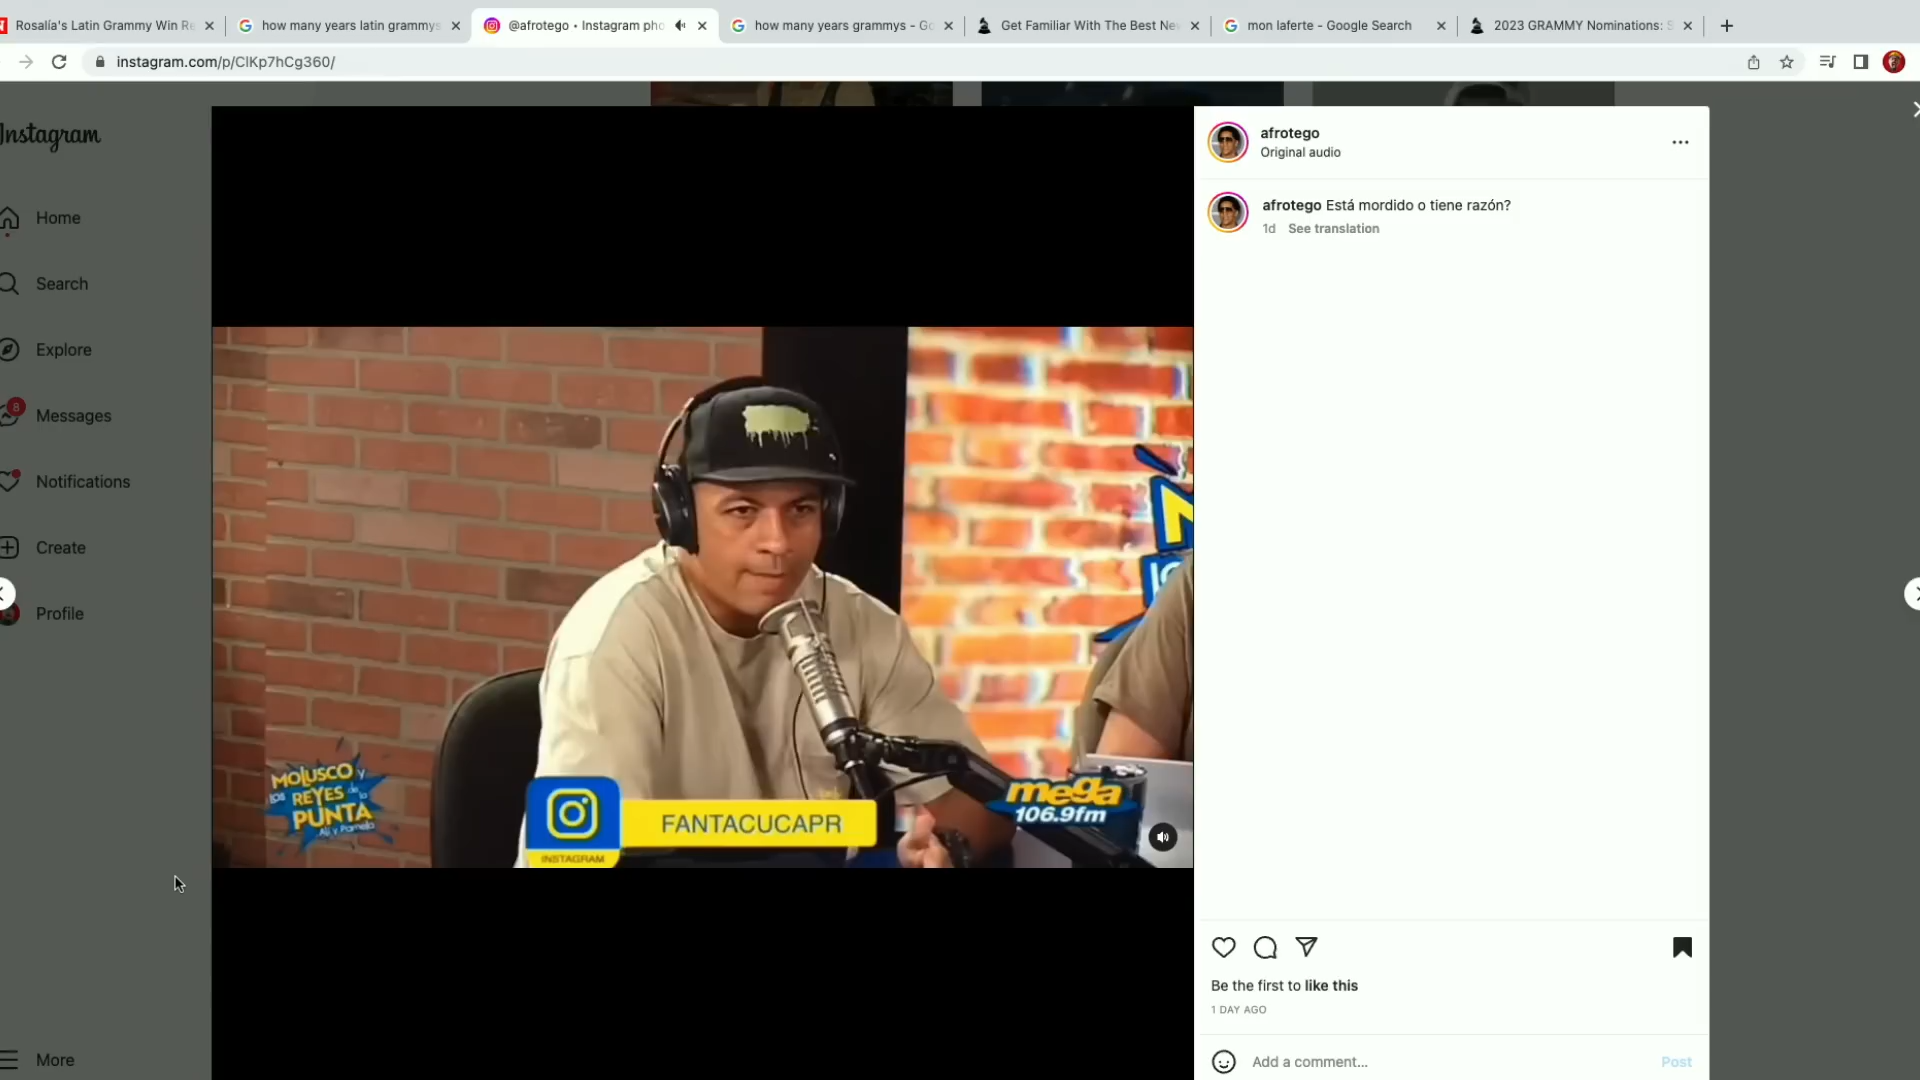 Rosalía's Latin Grammy Win Re
how many years latin grammys
@afrotego • Instagram pho
how many years grammys - Go
Get Familiar With The Best Ne
mon laferte - Google Search
2023 GRAMMY Nominations: S
instagram.com/p/ClKp7hCg360/
Instagram
Home
Search
Explore
8
Messages
Notifications
Create
Profile
More
MOLUSCO Y
LOS REYES de la
PUNTA
Ali y Pamela
INSTAGRAM
FANTACUCAPR
mega
106.9fm
afrotego
Original audio
afrotego Está mordido o tiene razón?
1d See translation
Be the first to like this
1 DAY AGO
Add a comment...
Post